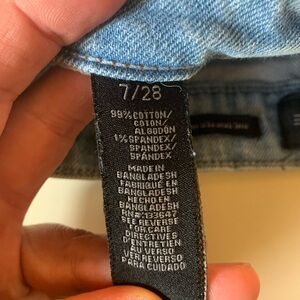 7/28
99% COTTON/
COTON/
ALGODÓN
1% SPANDEX/
SPANDEX/
SPANDEX
MADE IN
BANGLADESH
FABRIQUÉ EN
BANGLADESH
HECHO EN
BANGLADESH
RN#:133647
SEE REVERSE
FOR CARE
DIRECTIVES
D'ENTRETIEN
AU VERSO
VER REVERSO
PARA CUIDADO